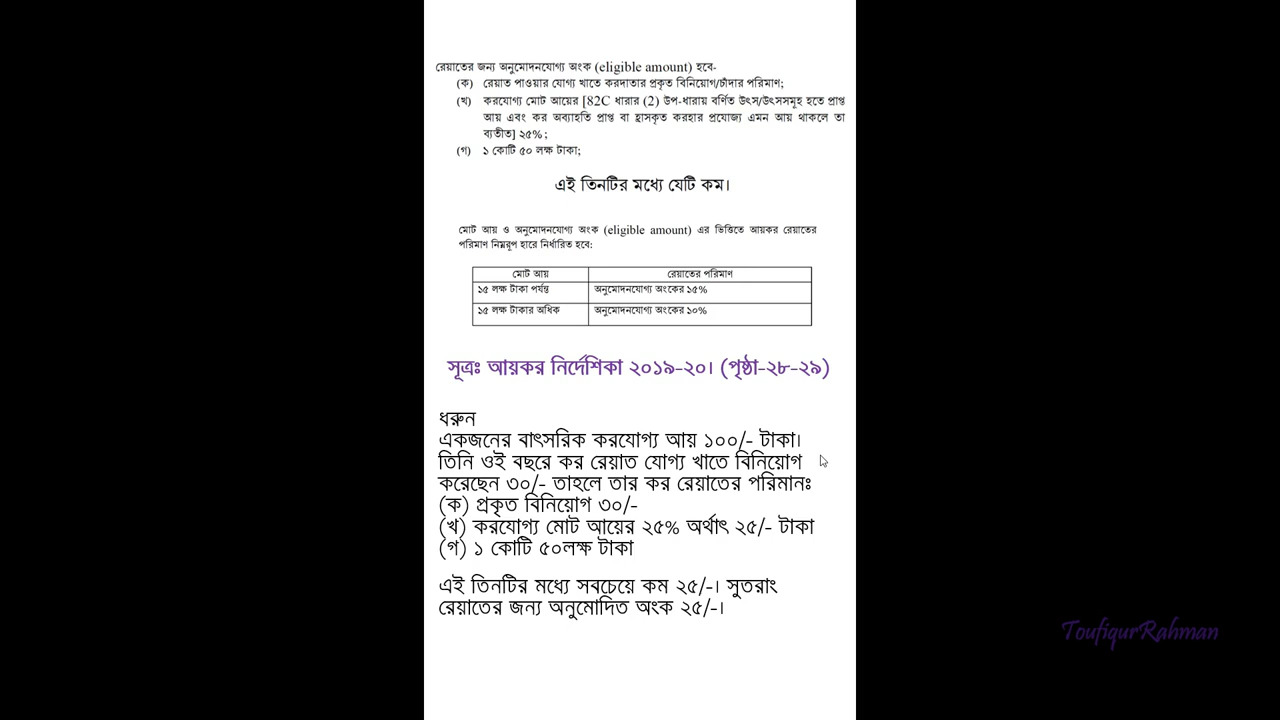 রেয়াতের জন্য অনুমোদনযোগ্য অংক (eligible amount) হবে-
(ক) রেয়াত পাওয়ার যোগ্য খাতে করদাতার প্রকৃত বিনিয়োগ/চাঁদার পরিমাণ;
(খ) করযোগ্য মোট আয়ের [82C ধারার (2) উপ-ধারায় বর্ণিত উৎস/উৎসসমূহ হতে প্রাপ্ত
আয় এবং কর অব্যাহতি প্রাপ্ত বা হ্রাসকৃত করহার প্রযোজ্য এমন আয় থাকলে তা
ব্যতীত] ২৫%;
(গ) ১ কোটি ৫০ লক্ষ টাকা;
এই তিনটির মধ্যে যেটি কম।
মোট আয় ও অনুমোদনযোগ্য অংক (eligible amount) এর ভিত্তিতে আয়কর রেয়াতের
পরিমাণ নিম্নরূপ হারে নির্ধারিত হবে:
মোট আয় রেয়াতের পরিমাণ
১৫ লক্ষ টাকা পর্যন্ত অনুমোদনযোগ্য অংকের ১৫%
১৫ লক্ষ টাকার অধিক অনুমোদনযোগ্য অংকের ১০%
সূত্রঃ আয়কর নির্দেশিকা ২০১৯-২০। (পৃষ্ঠা-২৮-২৯)
ধরুন
একজনের বাৎসরিক করযোগ্য আয় ১০০/- টাকা।
তিনি ওই বছরে কর রেয়াত যোগ্য খাতে বিনিয়োগ
করেছেন ৩০/- তাহলে তার কর রেয়াতের পরিমানঃ
(ক) প্রকৃত বিনিয়োগ ৩০/-
(খ) করযোগ্য মোট আয়ের ২৫% অর্থাৎ ২৫/- টাকা
(গ) ১ কোটি ৫০লক্ষ টাকা
এই তিনটির মধ্যে সবচেয়ে কম ২৫/-। সুতরাং
রেয়াতের জন্য অনুমোদিত অংক ২৫/-।
ToufiqurRahman